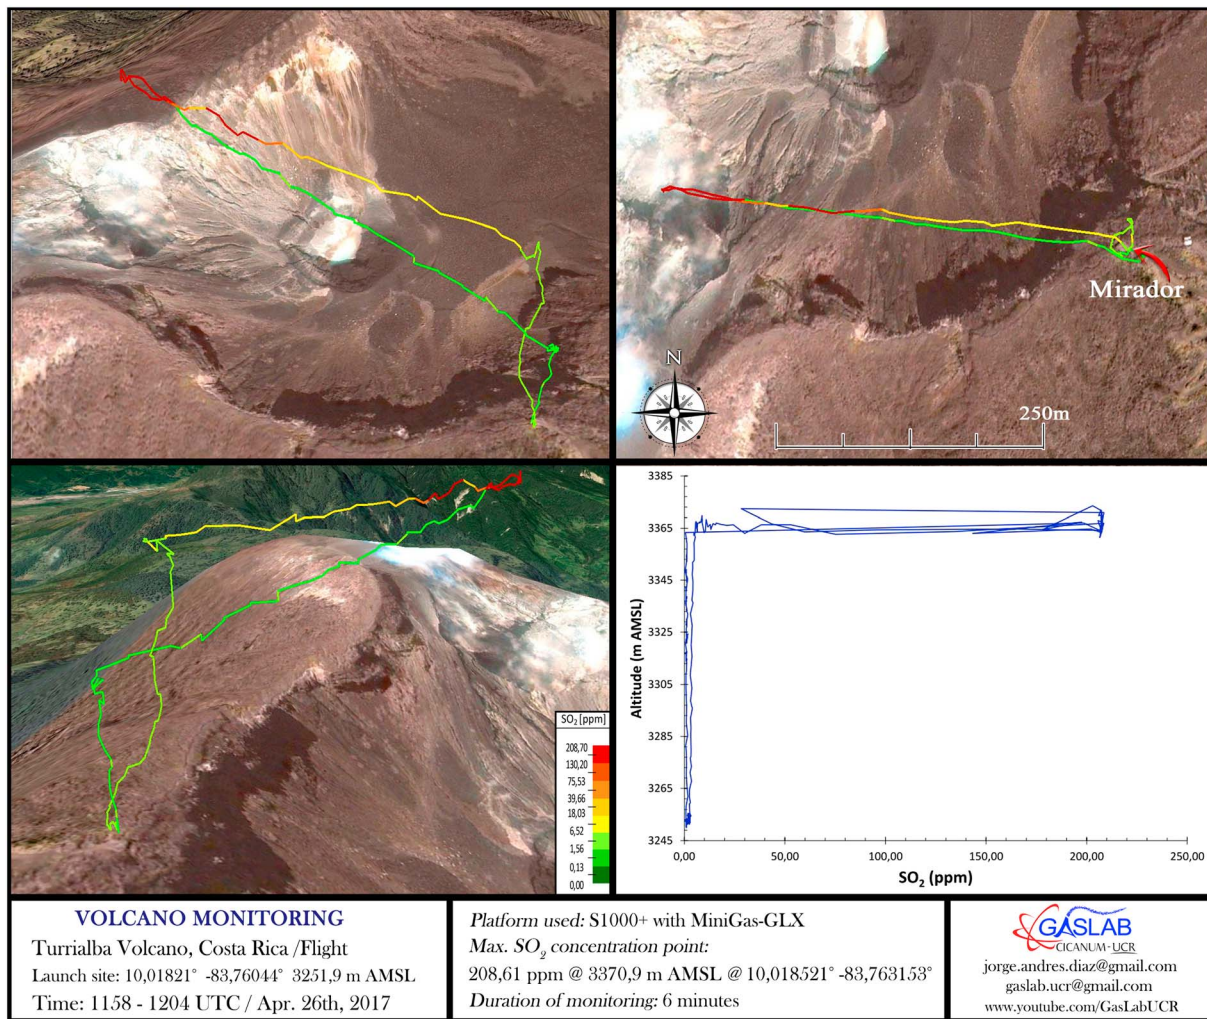 N
250m
Mirador
SO₂ [ppm]
208,70
130,20
75,53
39,66
18,03
6,52
1,56
0,13
0,00
Altitude (m AMSL)
3385
3365
3345
3325
3305
3285
3265
3245
0,00 50,00 100,00 150,00 200,00 250,00
SO₂ (ppm)
VOLCANO MONITORING
Turrialba Volcano, Costa Rica /Flight
Launch site: 10,01821° -83,76044° 3251,9 m AMSL
Time: 1158 - 1204 UTC / Apr. 26th, 2017
Platform used: S1000+ with MiniGas-GLX
Max. SO₂ concentration point:
208,61 ppm @ 3370,9 m AMSL @ 10,018521° -83,763153°
Duration of monitoring: 6 minutes
GASLAB
CICANUM-UCR
jorge.andres.diaz@gmail.com
gaslab.ucr@gmail.com
www.youtube.com/GasLabUCR